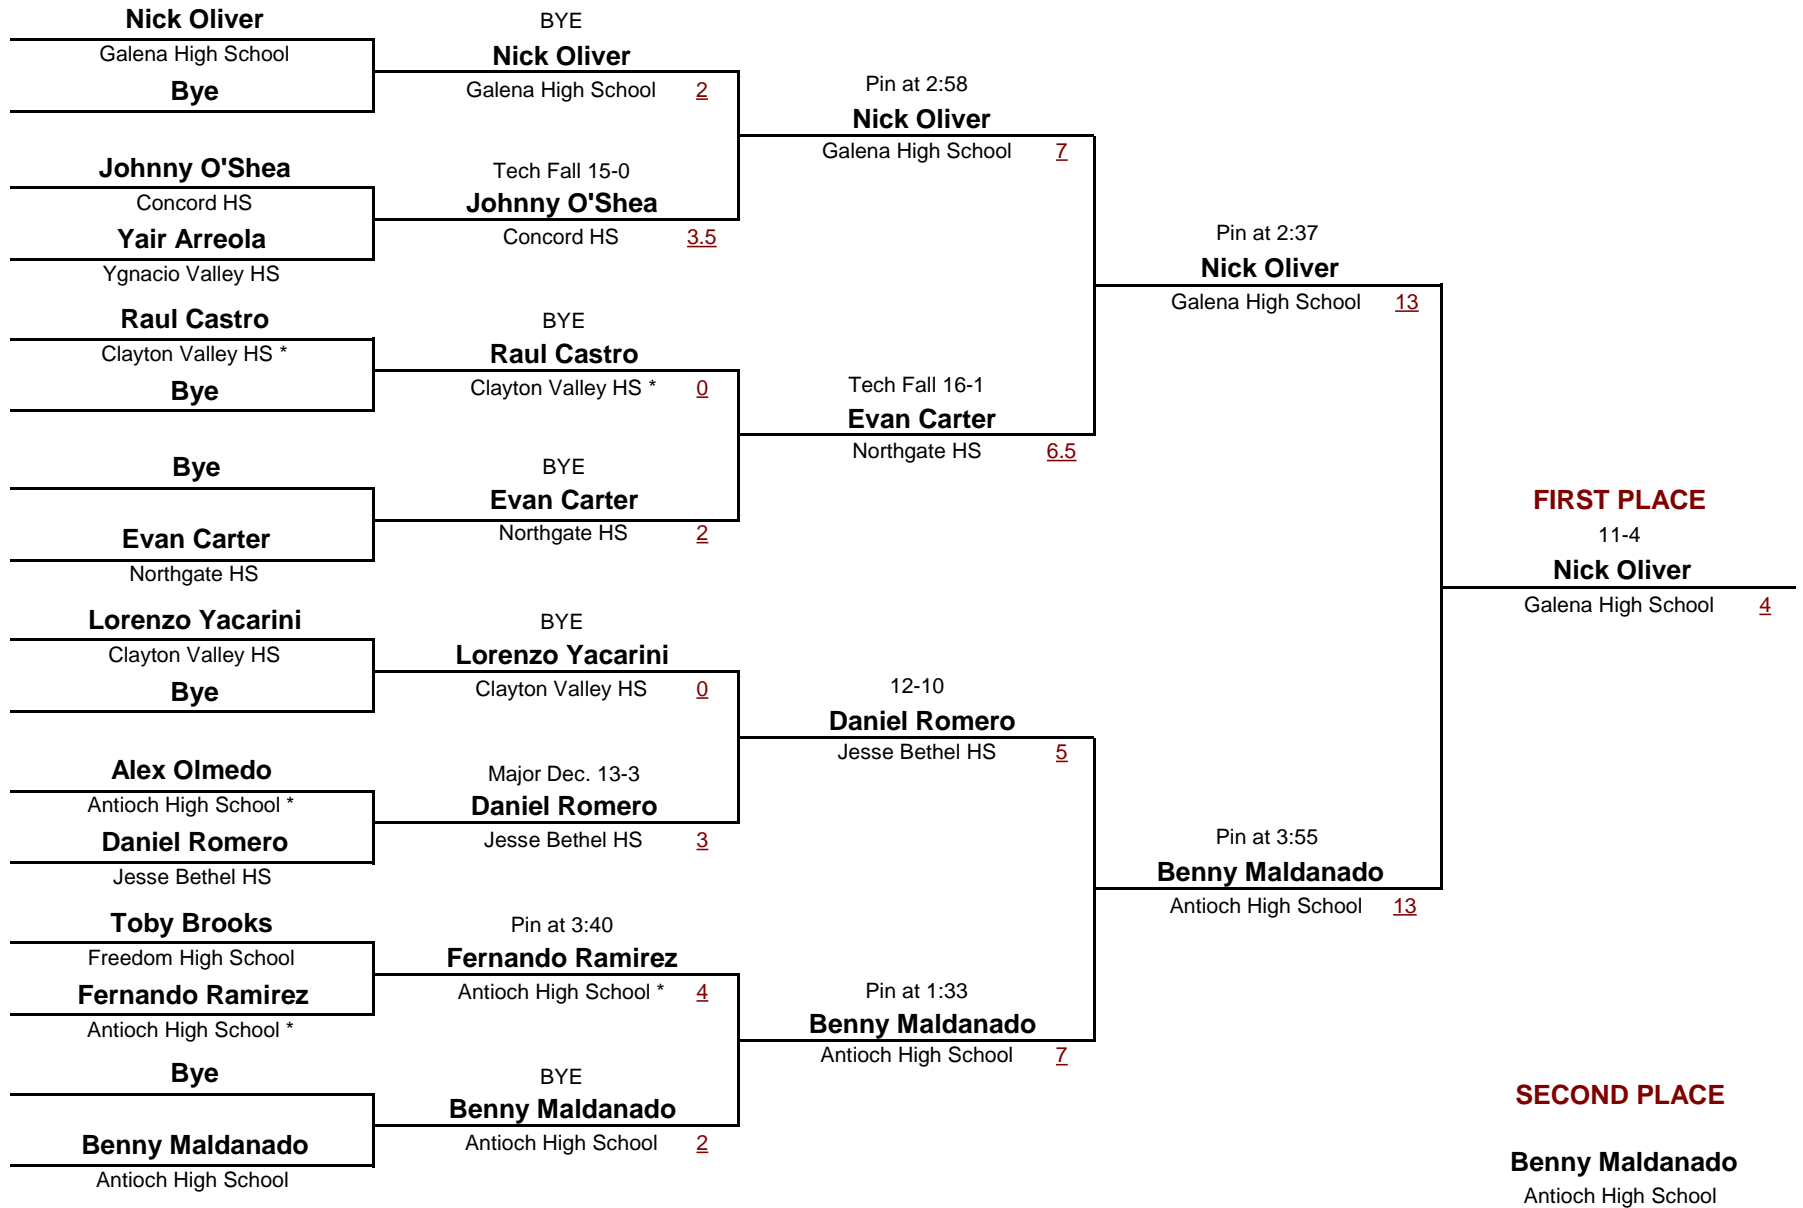 Nick Oliver
Galena High School
Bye
Johnny O'Shea
Concord HS
Yair Arreola
Ygnacio Valley HS
Raul Castro
Clayton Valley HS *
Bye
Bye
Evan Carter
Northgate HS
Lorenzo Yacarini
Clayton Valley HS
Bye
Alex Olmedo
Antioch High School *
Daniel Romero
Jesse Bethel HS
Toby Brooks
Freedom High School
Fernando Ramirez
Antioch High School *
Bye
Benny Maldanado
Antioch High School
BYE
Nick Oliver
Galena High School 2
Tech Fall 15-0
Johnny O'Shea
Concord HS 3.5
BYE
Raul Castro
Clayton Valley HS * 0
BYE
Evan Carter
Northgate HS 2
BYE
Lorenzo Yacarini
Clayton Valley HS 0
Major Dec. 13-3
Daniel Romero
Jesse Bethel HS 3
Pin at 3:40
Fernando Ramirez
Antioch High School * 4
BYE
Benny Maldanado
Antioch High School 2
Pin at 2:58
Nick Oliver
Galena High School 7
Tech Fall 16-1
Evan Carter
Northgate HS 6.5
12-10
Daniel Romero
Jesse Bethel HS 5
Pin at 1:33
Benny Maldanado
Antioch High School 7
Pin at 2:37
Nick Oliver
Galena High School 13
Pin at 3:55
Benny Maldanado
Antioch High School 13
FIRST PLACE
11-4
Nick Oliver
Galena High School 4
SECOND PLACE
Benny Maldanado
Antioch High School